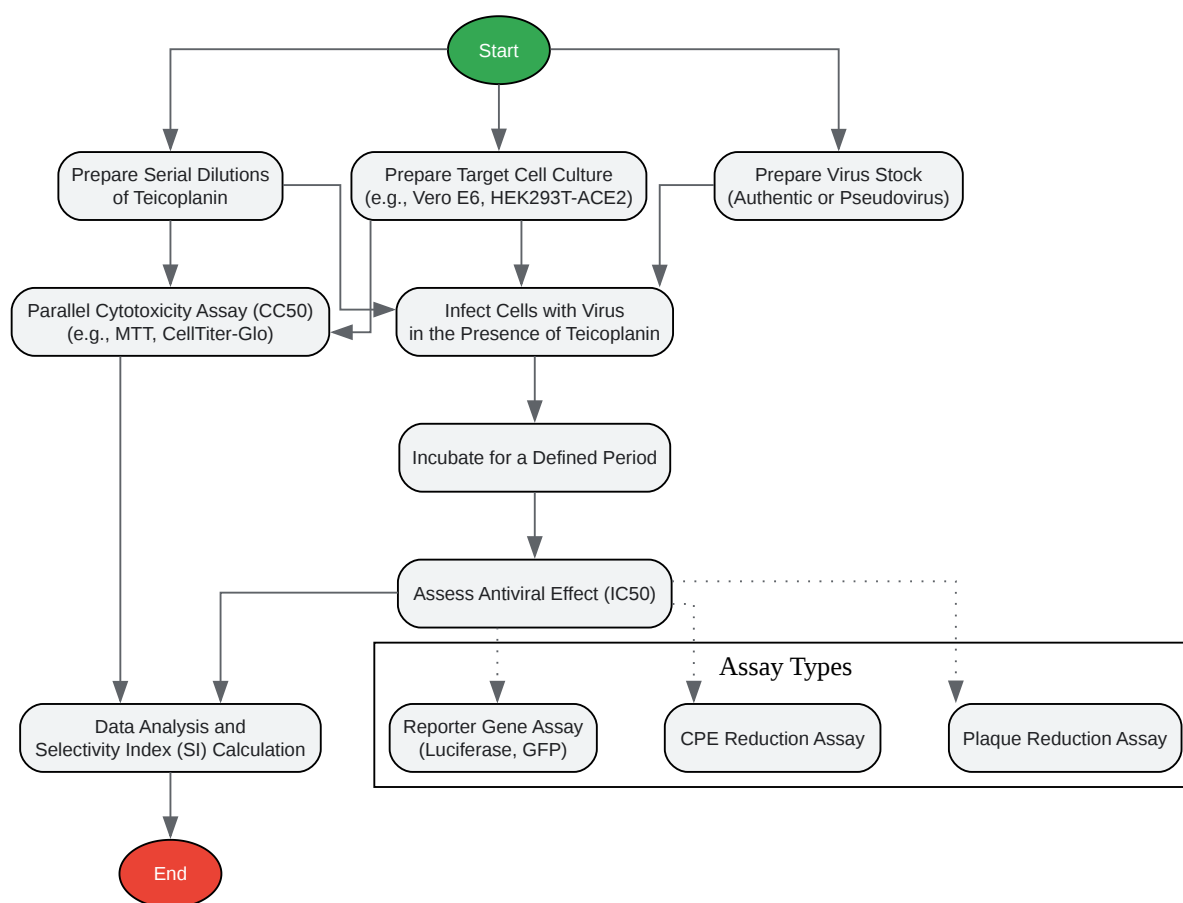 Start
Prepare Serial Dilutions
of Teicoplanin
Prepare Target Cell Culture
(e.g., Vero E6, HEK293T-ACE2)
Prepare Virus Stock
(Authentic or Pseudovirus)
Parallel Cytotoxicity Assay (CC50)
(e.g., MTT, CellTiter-Glo)
Infect Cells with Virus
in the Presence of Teicoplanin
Incubate for a Defined Period
Assess Antiviral Effect (IC50)
Assay Types
Data Analysis and
Selectivity Index (SI) Calculation
Reporter Gene Assay
(Luciferase, GFP)
CPE Reduction Assay
Plaque Reduction Assay
End